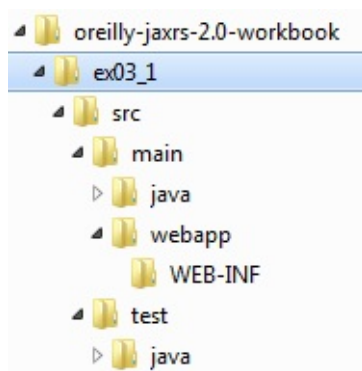 oreilly-jaxrs-2.0-workbook
ex03_1
src
main
java
webapp
WEB-INF
test
java